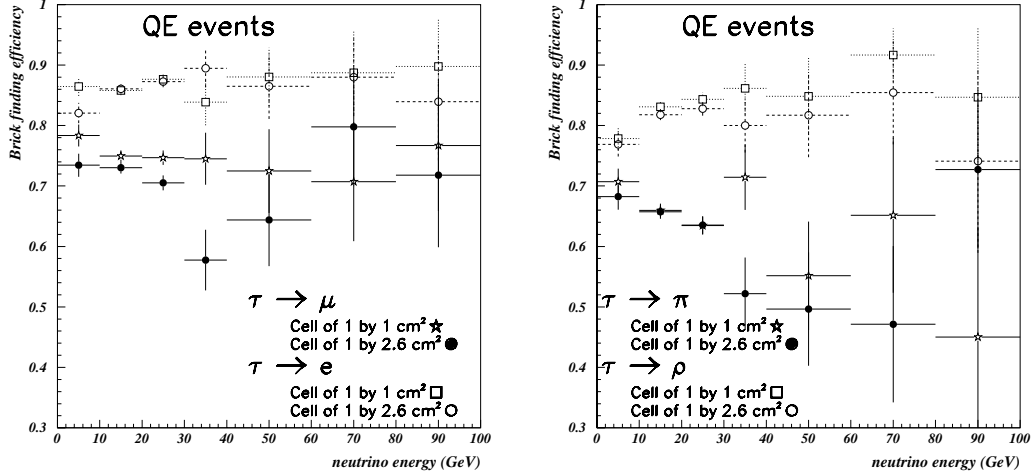 Brick finding efficiency
QE events
1
0.9
0.8
0.7
0.6
0.5
0.4
0.3
τ → μ
Cell of 1 by 1 cm² ☆
Cell of 1 by 2.6 cm² ●
τ → e
Cell of 1 by 1 cm² □
Cell of 1 by 2.6 cm² ○
0 10 20 30 40 50 60 70 80 90 100
neutrino energy (GeV)
Brick finding efficiency
QE events
1
0.9
0.8
0.7
0.6
0.5
0.4
0.3
τ → π
Cell of 1 by 1 cm² ☆
Cell of 1 by 2.6 cm² ●
τ → ρ
Cell of 1 by 1 cm² □
Cell of 1 by 2.6 cm² ○
0 10 20 30 40 50 60 70 80 90 100
neutrino energy (GeV)